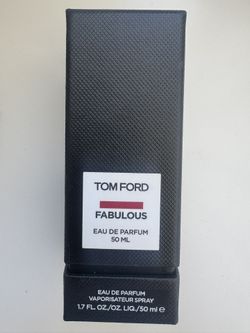 TOM FORD
FABULOUS
EAU DE PARFUM
50 ML
EAU DE PARFUM
VAPORISATEUR SPRAY
1.7 FL. OZ./OZ. LIQ./50 ml ℮